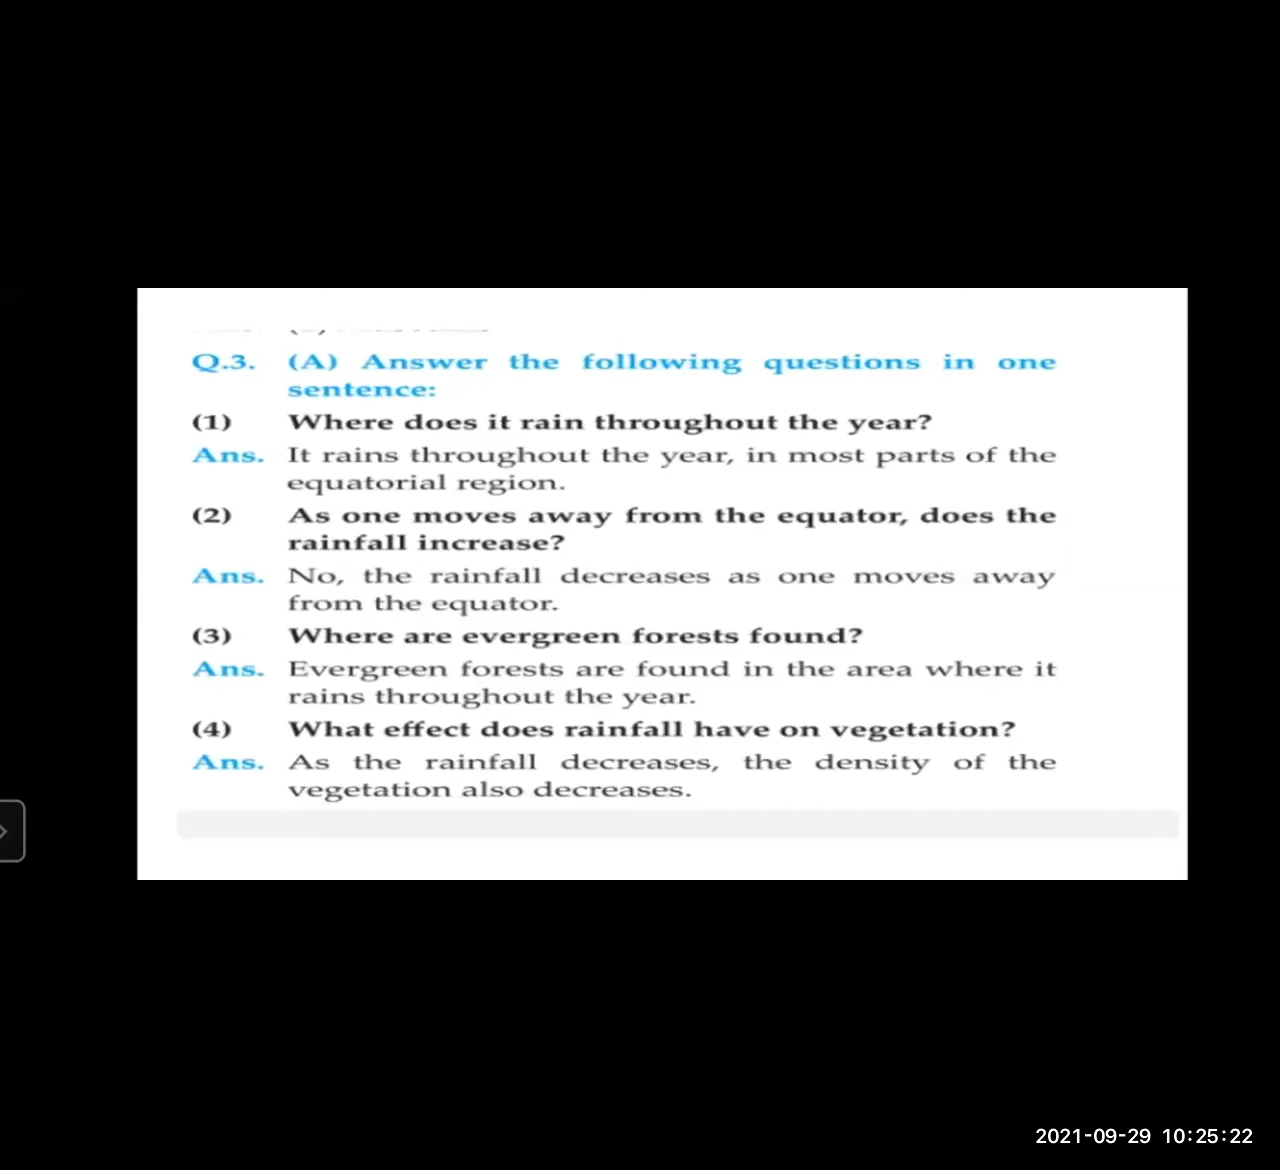 Q.3. (A) Answer the following questions in one
sentence:
(1) Where does it rain throughout the year?
Ans. It rains throughout the year, in most parts of the
equatorial region.
(2) As one moves away from the equator, does the
rainfall increase?
Ans. No, the rainfall decreases as one moves away
from the equator.
(3) Where are evergreen forests found?
Ans. Evergreen forests are found in the area where it
rains throughout the year.
(4) What effect does rainfall have on vegetation?
Ans. As the rainfall decreases, the density of the
vegetation also decreases.
2021-09-29 10:25:22